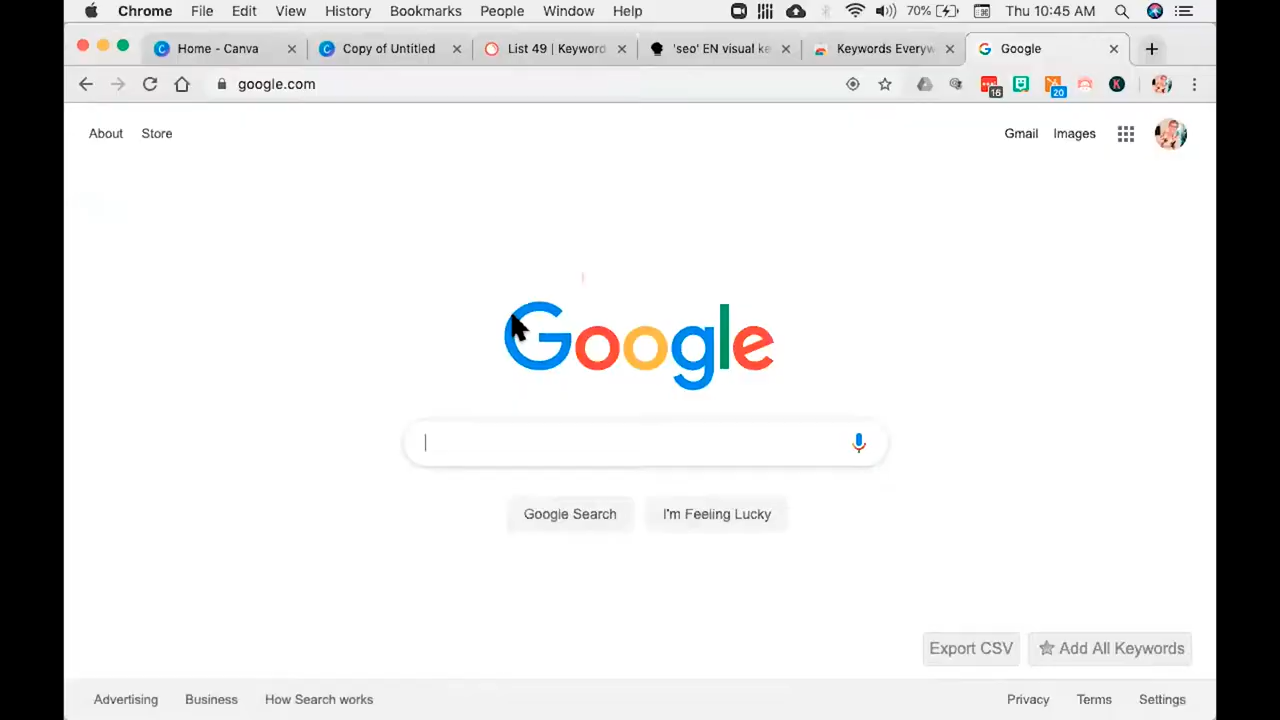 Chrome File Edit View History Bookmarks People Window Help 70% Thu 10:45 AM
Home - Canva Copy of Untitled List 49 | Keyword 'seo' EN visual ke Keywords Everyw Google
google.com 16 20 K
About Store Gmail Images
Google
Google Search I'm Feeling Lucky
Export CSV Add All Keywords
Advertising Business How Search works Privacy Terms Settings